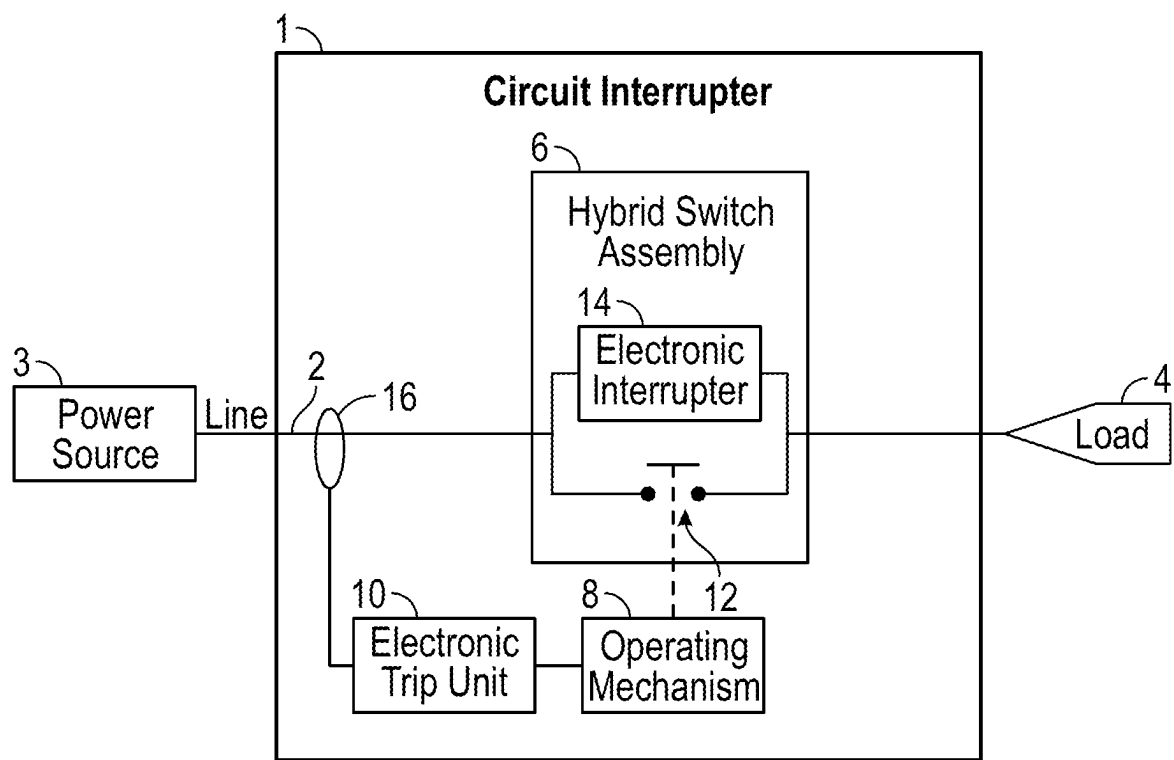 1
Circuit Interrupter
6
Hybrid Switch
Assembly
14
Electronic
Interrupter
3
Power
Source
Line
2
16
4
Load
12
10
Electronic
Trip Unit
8
Operating
Mechanism